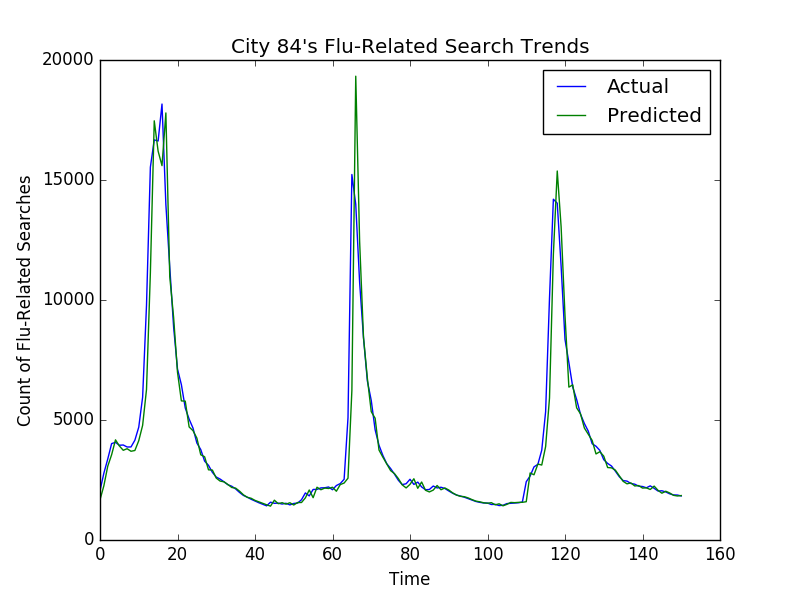 City 84's Flu-Related Search Trends
20000
15000
10000
5000
0
Count of Flu-Related Searches
Actual
Predicted
0 20 40 60 80 100 120 140 160
Time